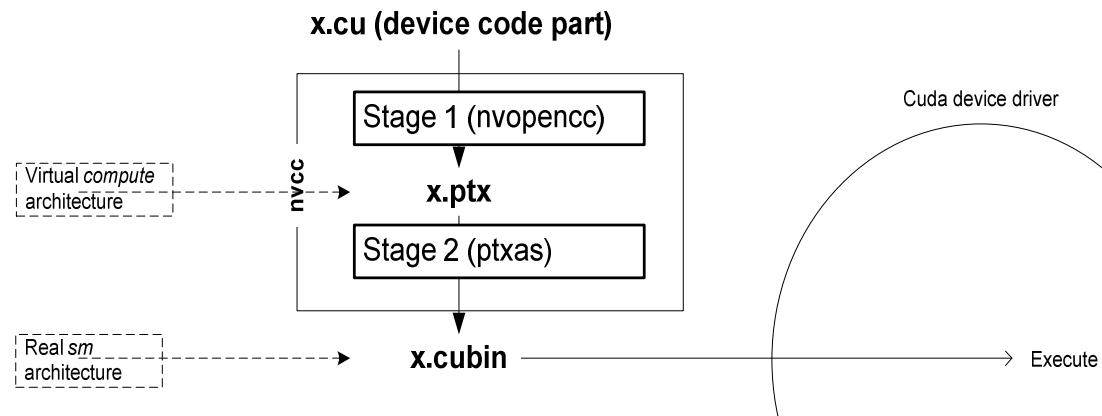 x.cu (device code part)
Cuda device driver
Stage 1 (nvopencc)
nvcc
Virtual compute
architecture
x.ptx
Stage 2 (ptxas)
Real sm
architecture
x.cubin
Execute